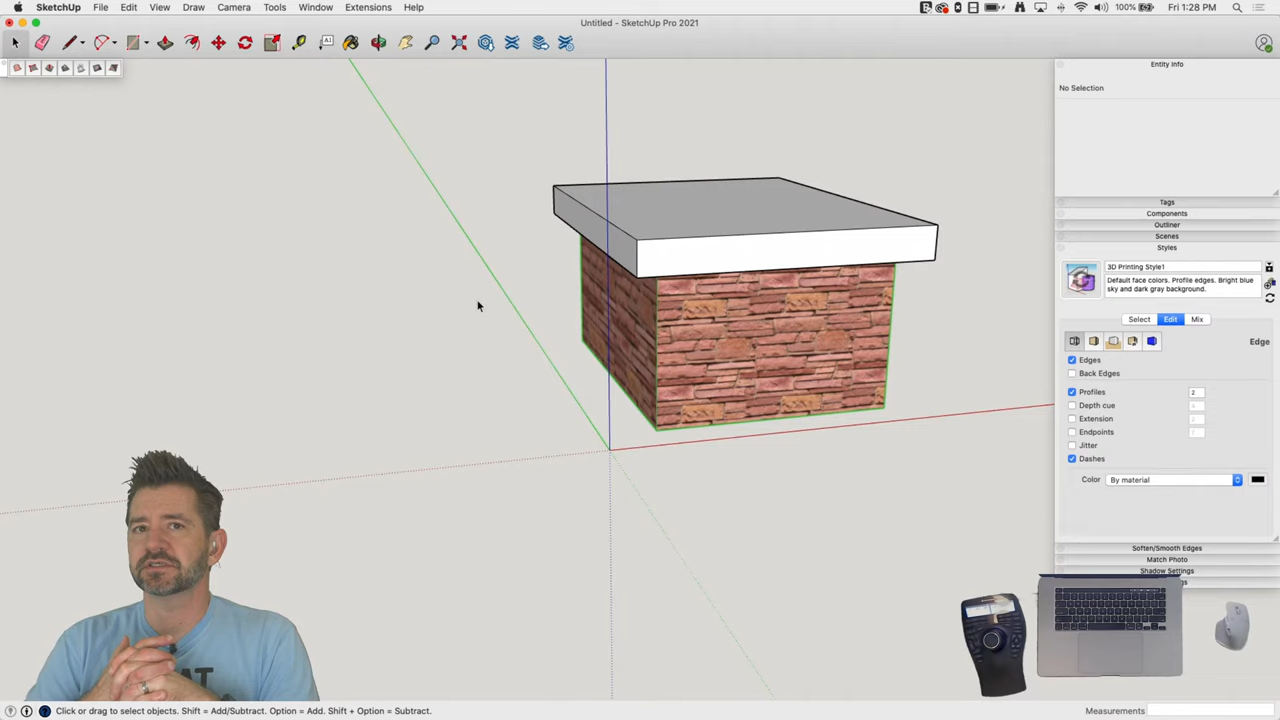 SketchUp File Edit View Draw Camera Tools Window Extensions Help
100% Fri 1:28 PM
Untitled - SketchUp Pro 2021
Entity Info
No Selection
Tags
Components
Outliner
Scenes
Styles
3D Printing Style1
Default face colors. Profile edges. Bright blue
sky and dark gray background.
Select Edit Mix
Edge
Edges
Back Edges
Profiles 2
Depth cue
Extension
Endpoints
Jitter
Dashes
Color By material
Soften/Smooth Edges
Match Photo
Shadow Settings
Click or drag to select objects. Shift = Add/Subtract. Option = Add. Shift + Option = Subtract.
Measurements